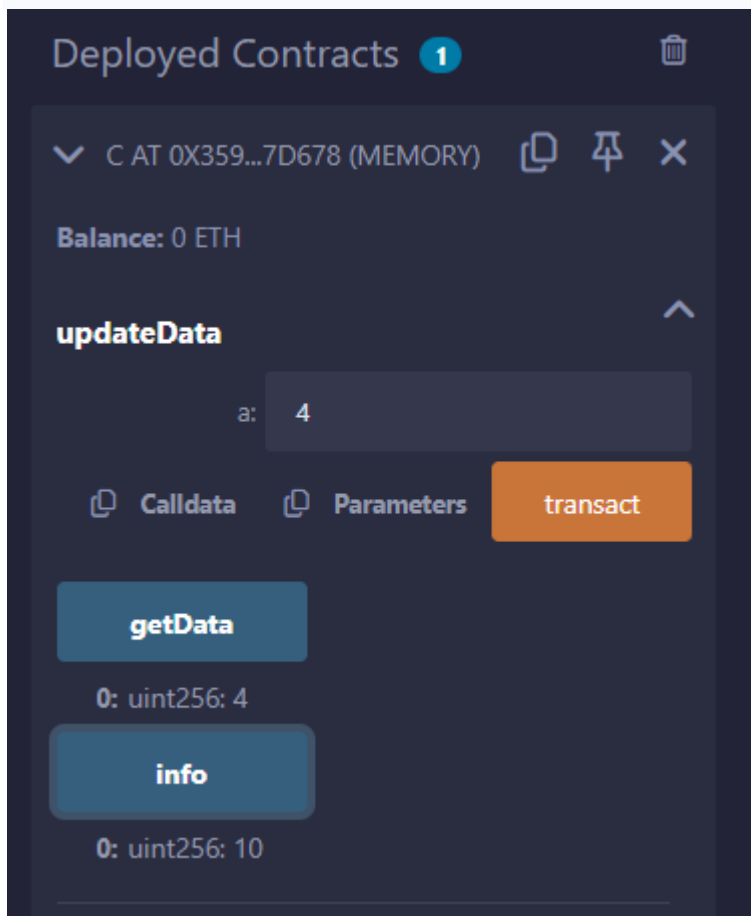 Deployed Contracts 1
C AT 0X359...7D678 (MEMORY)
Balance: 0 ETH
updateData
a: 4
Calldata Parameters transact
getData
0: uint256: 4
info
0: uint256: 10